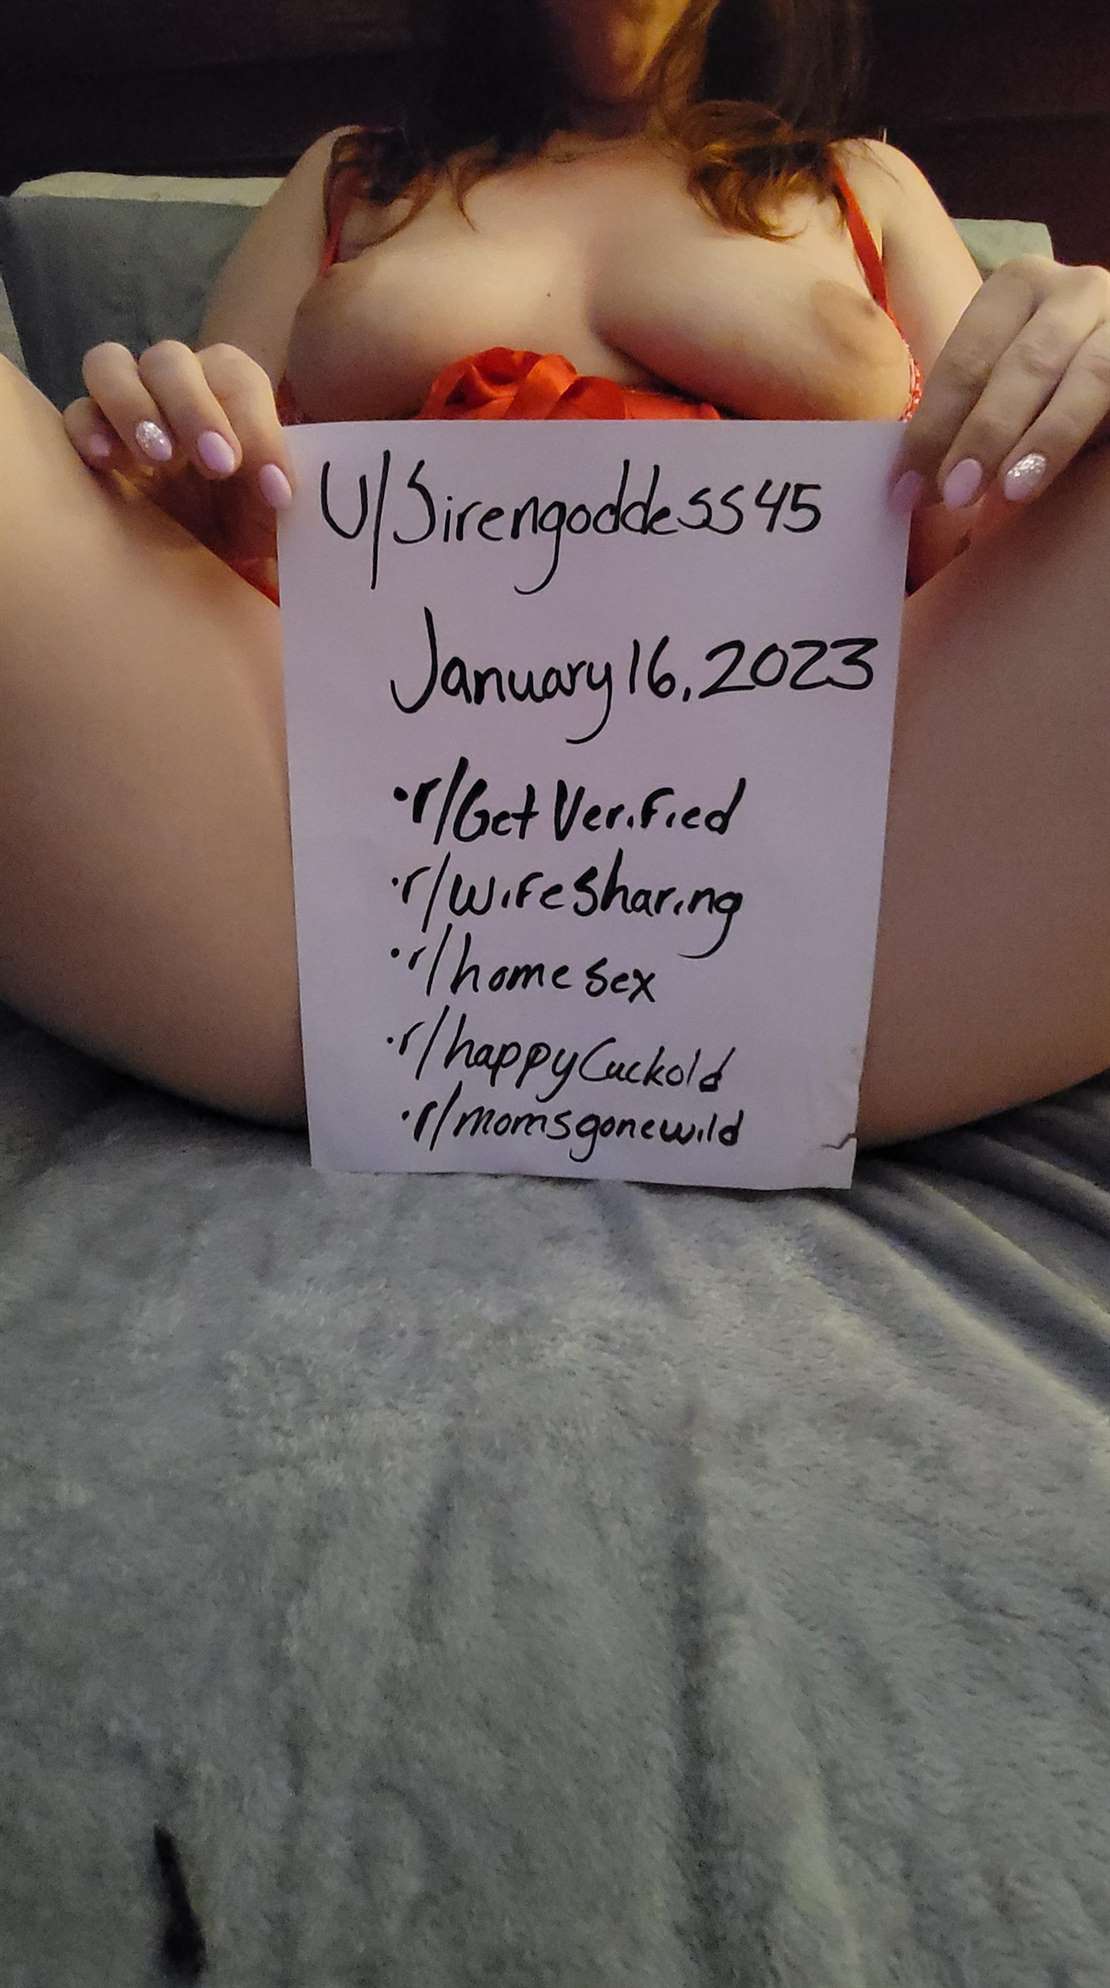 U/Sirengoddess45
January 16, 2023
·r/GetVerified
·r/wifesharing
·r/homesex
·r/happyCuckold
·r/momsgonewild